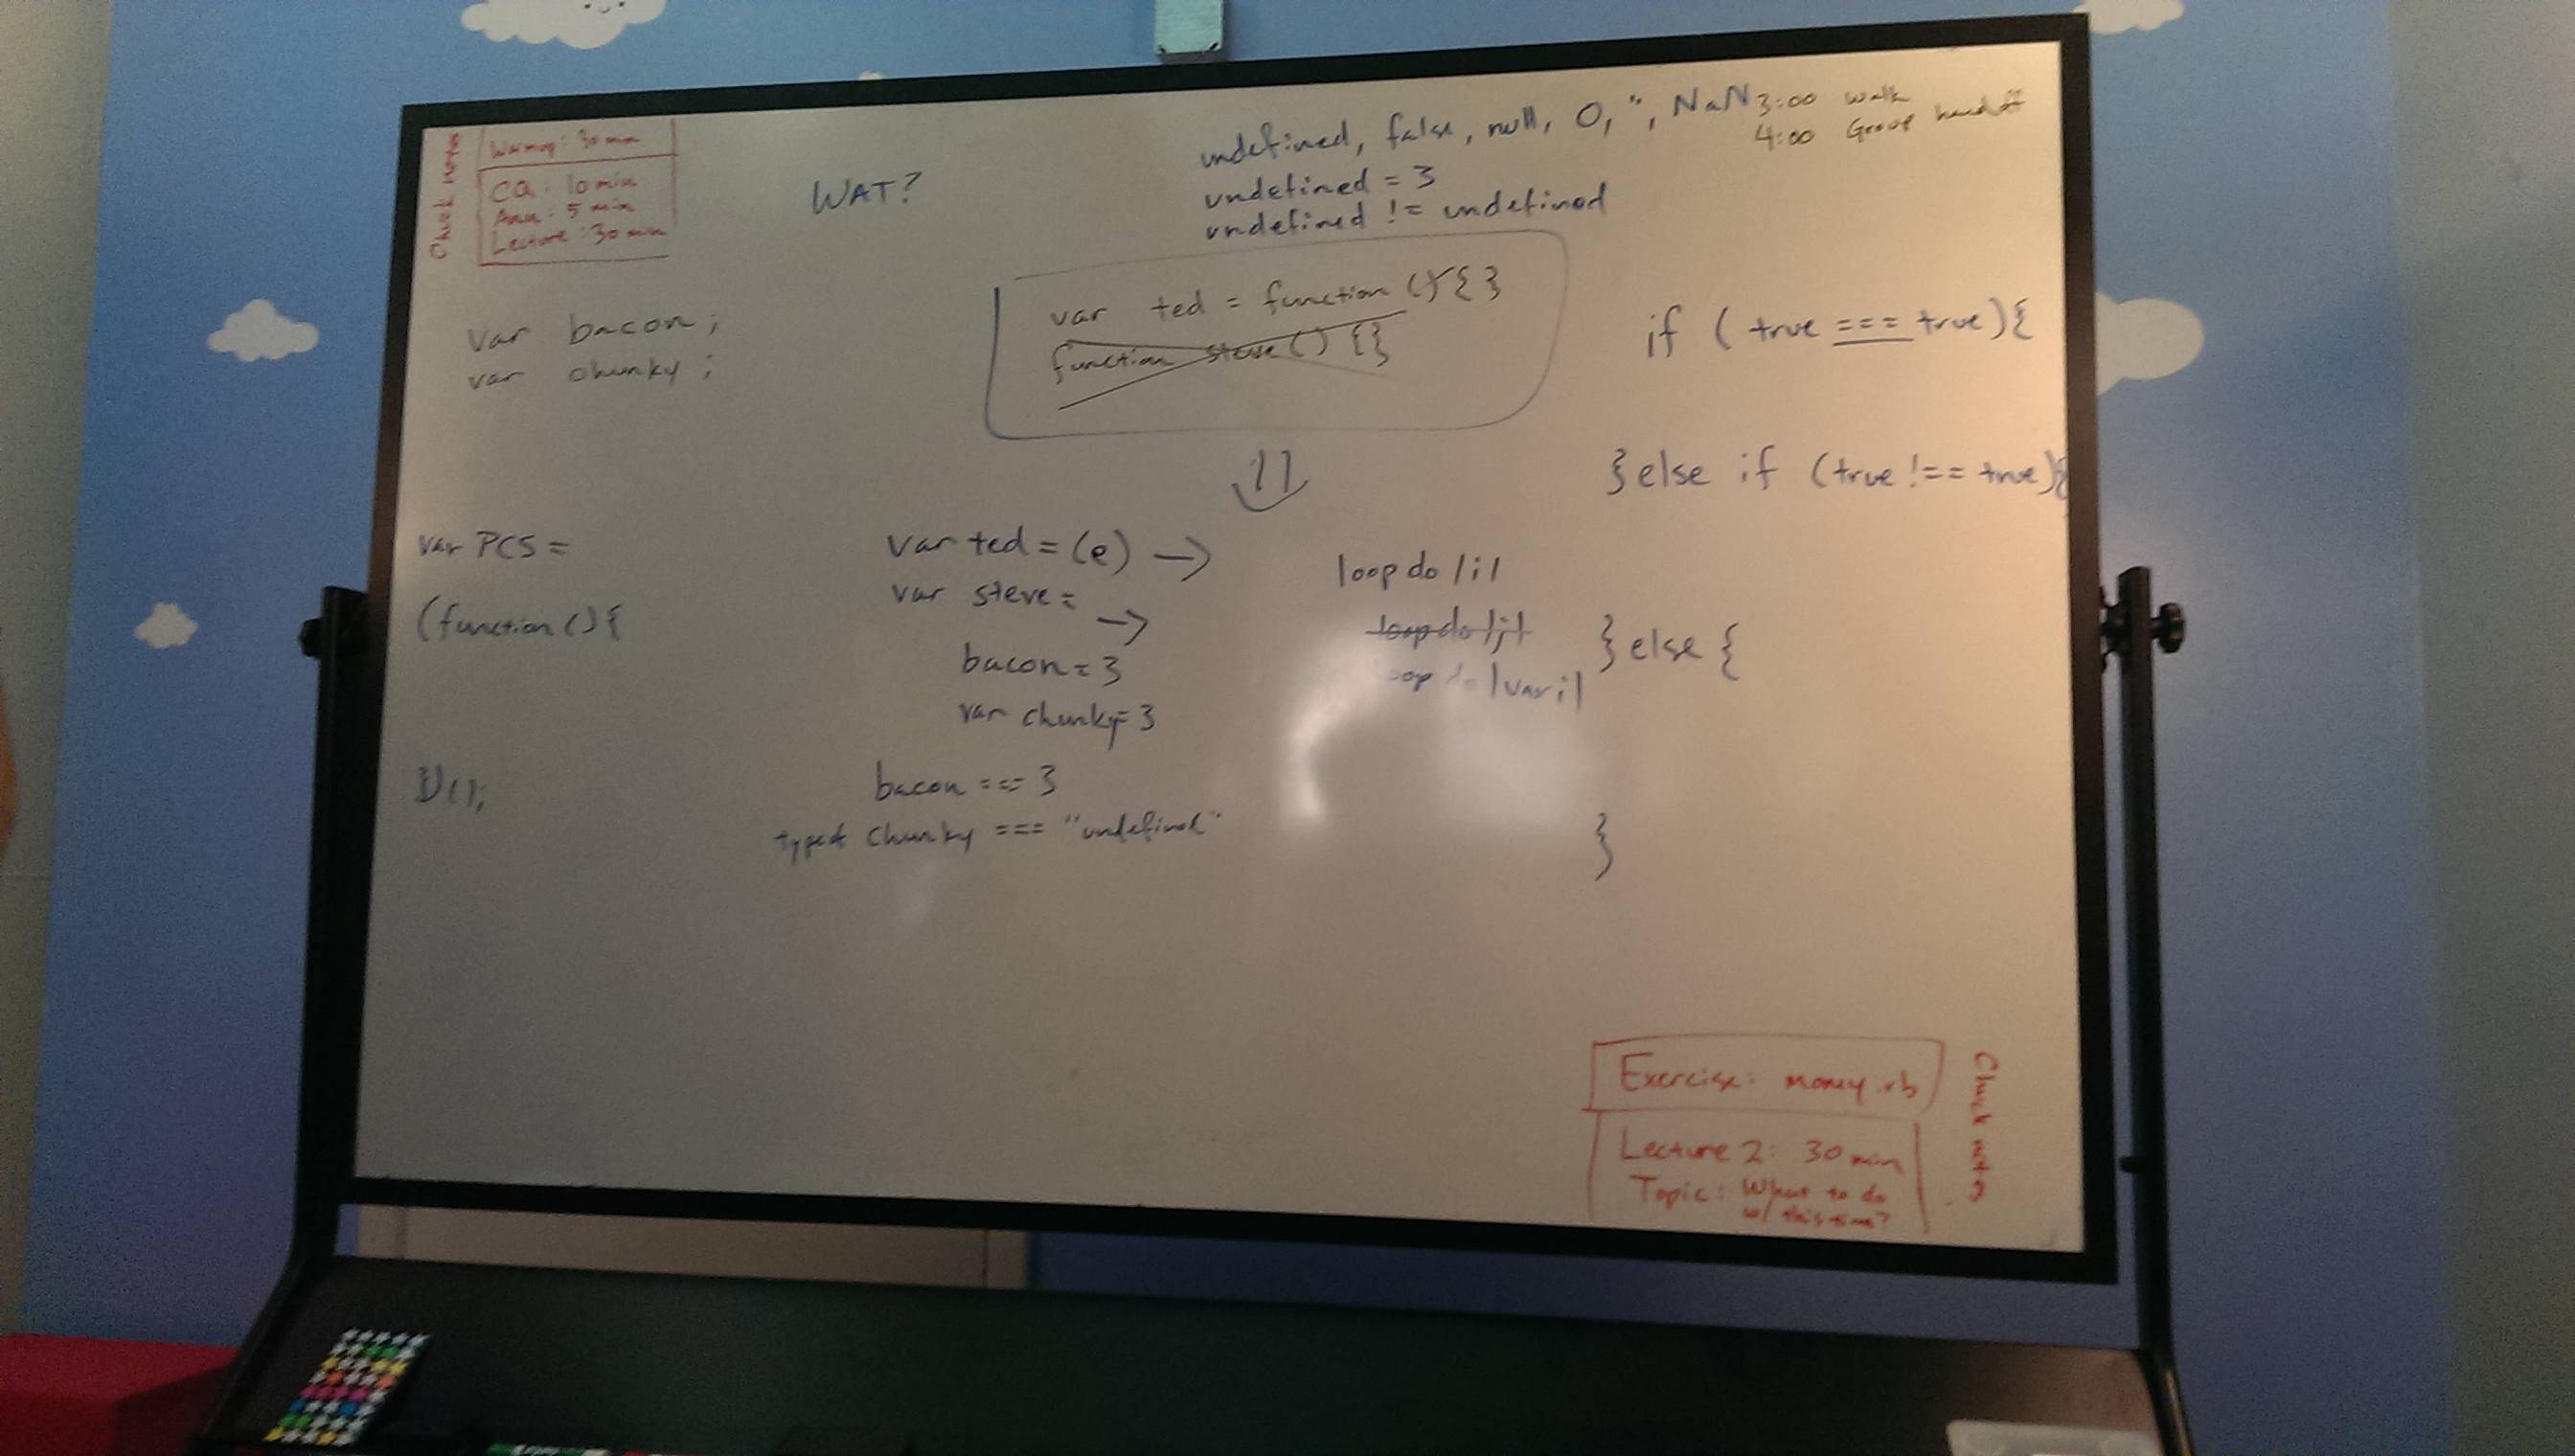 Chuck notes
Warmup: 30 min
CQ: 10 min
Ann: 5 min
Lecture: 30 min
WAT?
undefined, false, null, 0, '', NaN
undefined = 3
undefined != undefined
3:00 Walk
4:00 Group handoff
var bacon;
var chunky;
var ted = function () { }
function steve () {}
if ( true === true){
} else if (true !== true){
} else {
}
var PCS =
(function () {
})();
var ted = (e) ->
var steve =
->
bacon = 3
var chunky = 3
bacon === 3
typeof chunky === "undefined"
loop do |i|
loop do |j|
loop do |var i|
Exercise: money.rb
Lecture 2: 30 min
Topic: What to do
w/ this time?
Chuck notes